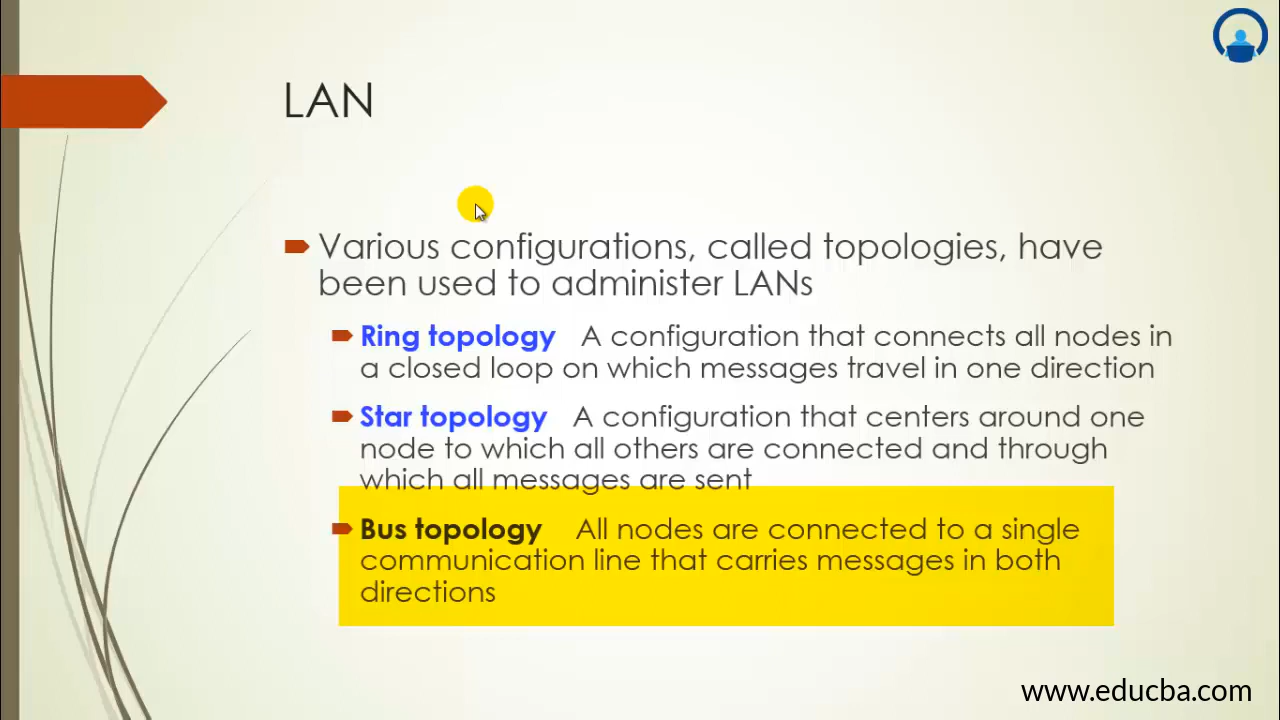 LAN
Various configurations, called topologies, have
been used to administer LANs
Ring topology A configuration that connects all nodes in
a closed loop on which messages travel in one direction
Star topology A configuration that centers around one
node to which all others are connected and through
which all messages are sent
Bus topology All nodes are connected to a single
communication line that carries messages in both
directions
www.educba.com